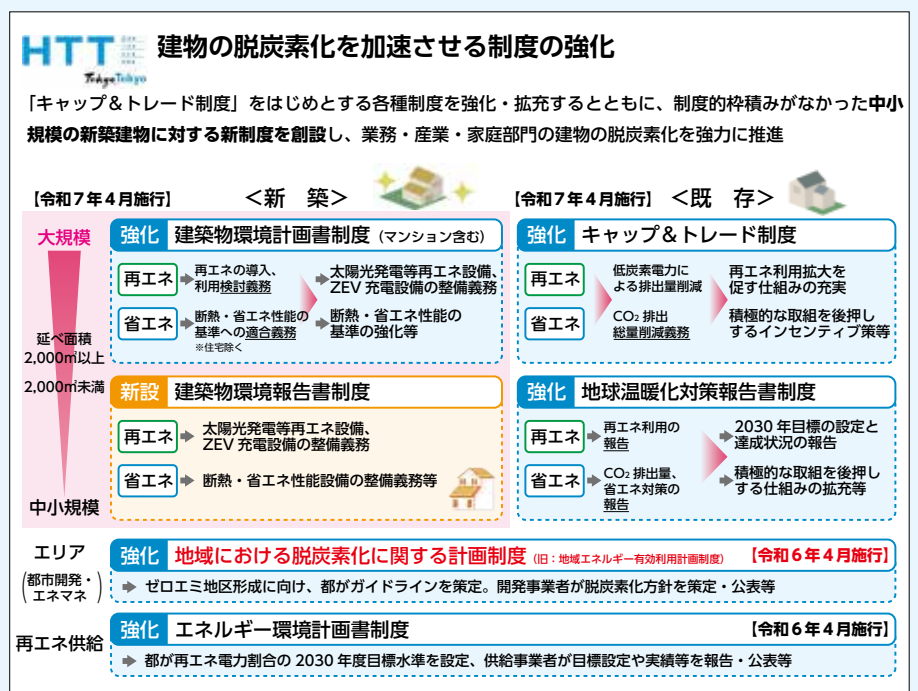 HTT
TokyoTokyo
建物の脱炭素化を加速させる制度の強化
「キャップ＆トレード制度」をはじめとする各種制度を強化・拡充するとともに、制度的枠積みがなかった中小
規模の新築建物に対する新制度を創設し、業務・産業・家庭部門の建物の脱炭素化を強力に推進
【令和７年４月施行】
＜新　築＞
【令和７年４月施行】
＜既　存＞
大規模
延べ面積
2,000㎡以上
2,000㎡未満
中小規模
強化 建築物環境計画書制度（マンション含む）
再エネ
再エネの導入、
利用検討義務
太陽光発電等再エネ設備、
ZEV 充電設備の整備義務
省エネ
断熱・省エネ性能の
基準への適合義務
※住宅除く
断熱・省エネ性能の
基準の強化等
強化 キャップ＆トレード制度
再エネ
低炭素電力に
よる排出量削減
再エネ利用拡大を
促す仕組みの充実
省エネ
CO₂ 排出
総量削減義務
積極的な取組を後押し
するインセンティブ策等
新設 建築物環境報告書制度
再エネ
太陽光発電等再エネ設備、
ZEV 充電設備の整備義務
省エネ
断熱・省エネ性能設備の整備義務等
強化 地球温暖化対策報告書制度
再エネ
再エネ利用の
報告
2030 年目標の設定と
達成状況の報告
省エネ
CO₂ 排出量、
省エネ対策の
報告
積極的な取組を後押し
する仕組みの拡充等
エリア
（都市開発・
エネマネ）
強化 地域における脱炭素化に関する計画制度（旧：地域エネルギー有効利用計画制度）【令和６年４月施行】
ゼロエミ地区形成に向け、都がガイドラインを策定。開発事業者が脱炭素化方針を策定・公表等
再エネ供給
強化 エネルギー環境計画書制度 【令和６年４月施行】
都が再エネ電力割合の 2030 年度目標水準を設定、供給事業者が目標設定や実績等を報告・公表等